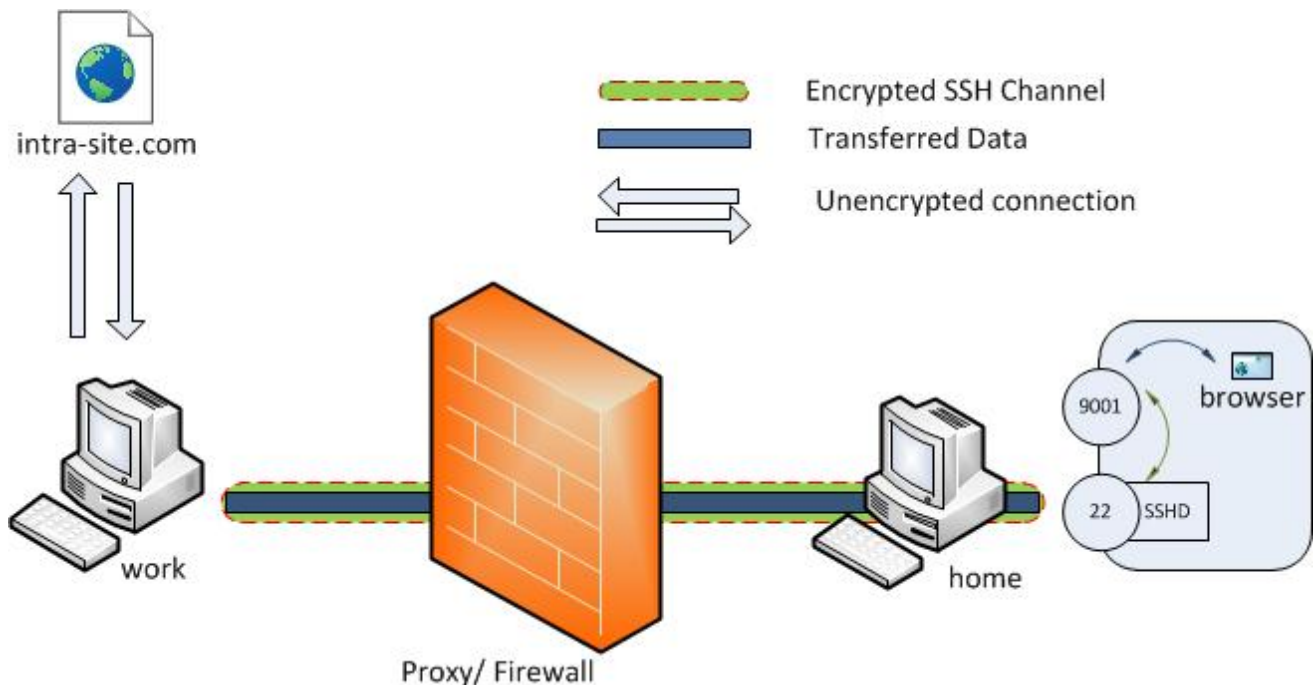 intra-site.com
Encrypted SSH Channel
Transferred Data
Unencrypted connection
9001
browser
22
SSHD
work
home
Proxy/ Firewall